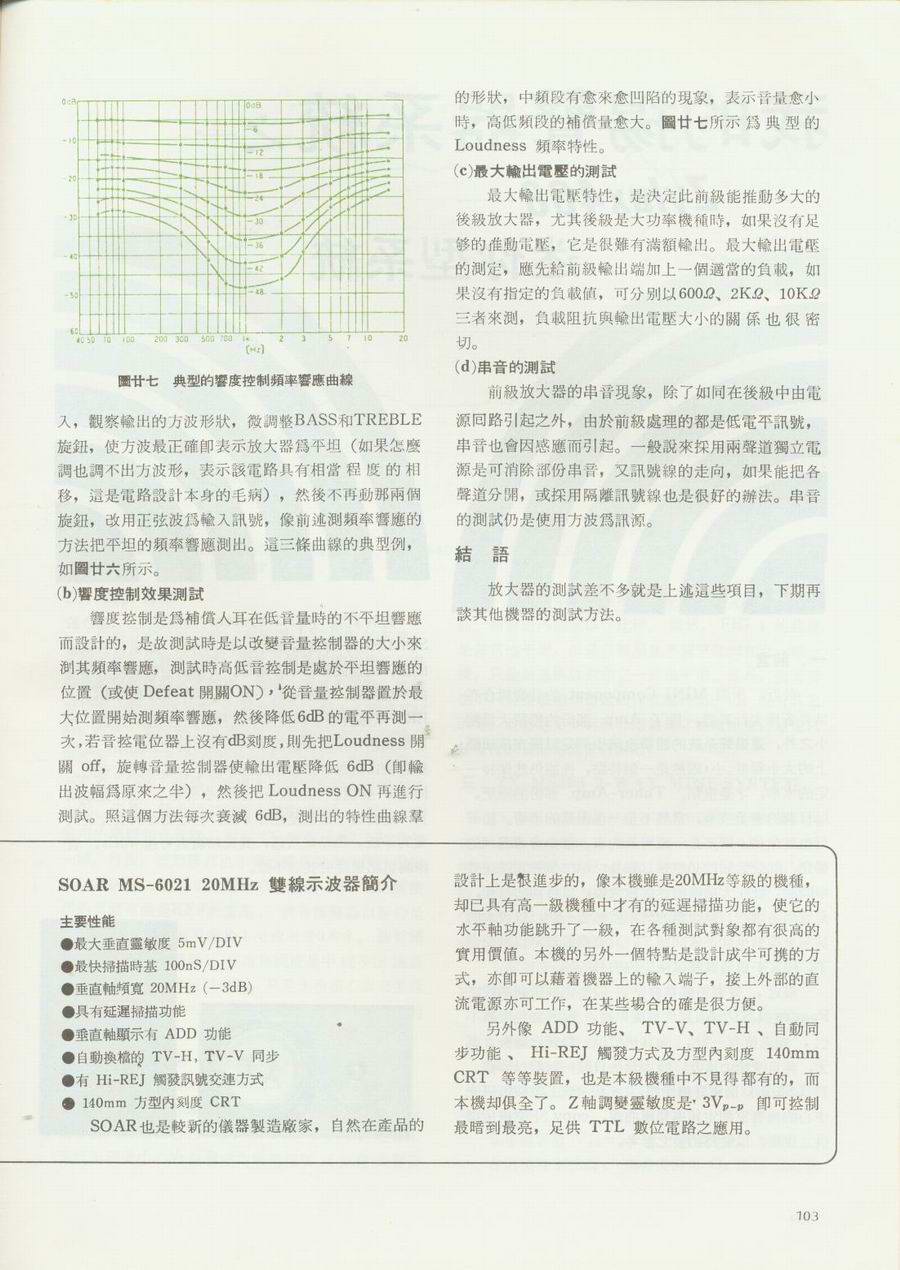 0dB
0dB
-6
-10
-12
-18
-20
-24
-30
-30
-36
-40
-42
-48
-50
60
40 50 70 100 200 300 500 700 1K 2 3 5 7 10 20
(Hz)
圖廿七 典型的響度控制頻率響應曲線
入，觀察輸出的方波形狀，微調整BASS和TREBLE
旋鈕，使方波最正確卽表示放大器爲平坦（如果怎麼
調也調不出方波形，表示該電路具有相當程度的相
移，這是電路設計本身的毛病），然後不再動那兩個
旋鈕，改用正弦波爲輸入訊號，像前述測頻率響應的
方法把平坦的頻率響應測出。這三條曲線的典型例，
如圖廿六所示。
(b)響度控制效果測試
響度控制是爲補償人耳在低音量時的不平坦響應
而設計的，是故測試時是以改變音量控制器的大小來
測其頻率響應，測試時高低音控制是處於平坦響應的
位置（或使 Defeat 開關ON），從音量控制器置於最
大位置開始測頻率響應，然後降低6dB的電平再測一
次，若音控電位器上沒有dB刻度，則先把Loudness 開
關 off，旋轉音量控制器使輸出電壓降低 6dB（卽輸
出波幅爲原來之半），然後把 Loudness ON 再進行
測試。照這個方法每次衰減 6dB，測出的特性曲線羣
的形狀，中頻段有愈來愈凹陷的現象，表示音量愈小
時，高低頻段的補償量愈大。圖廿七所示爲典型的
Loudness 頻率特性。
(c)最大輸出電壓的測試
最大輸出電壓特性，是決定此前級能推動多大的
後級放大器，尤其後級是大功率機種時，如果沒有足
够的推動電壓，它是很難有滿額輸出。最大輸出電壓
的測定，應先給前級輸出端加上一個適當的負載，如
果沒有指定的負載値，可分別以600Ω、2KΩ、10KΩ
三者來測，負載阻抗與輸出電壓大小的關係也很密
切。
(d)串音的測試
前級放大器的串音現象，除了如同在後級中由電
源回路引起之外，由於前級處理的都是低電平訊號，
串音也會因感應而引起。一般說來採用兩聲道獨立電
源是可消除部份串音，又訊號線的走向，如果能把各
聲道分開，或採用隔離訊號線也是很好的辦法。串音
的測試仍是使用方波爲訊源。
結 語
放大器的測試差不多就是上述這些項目，下期再
談其他機器的測試方法。
SOAR MS-6021 20MHz 雙線示波器簡介
主要性能
●最大垂直靈敏度 5mV/DIV
●最快掃描時基 100nS/DIV
●垂直軸頻寬 20MHz (－3dB)
●具有延遲掃描功能
●垂直軸顯示有 ADD 功能
●自動換檔的 TV-H, TV-V 同步
●有 Hi-REJ 觸發訊號交連方式
● 140mm 方型內刻度 CRT
SOAR也是較新的儀器製造廠家，自然在產品的
設計上是很進步的，像本機雖是20MHz等級的機種，
却已具有高一級機種中才有的延遲掃描功能，使它的
水平軸功能跳升了一級，在各種測試對象都有很高的
實用價值。本機的另外一個特點是設計成半可携的方
式，亦卽可以藉着機器上的輸入端子，接上外部的直
流電源亦可工作，在某些場合的確是很方便。
另外像 ADD 功能、 TV-V、TV-H 、自動同
步功能 、 Hi-REJ 觸發方式及方型內刻度 140mm
CRT 等等裝置，也是本級機種中不見得都有的，而
本機却俱全了。Z軸調變靈敏度是 3Vp-p 卽可控制
最暗到最亮，足供 TTL 數位電路之應用。
103